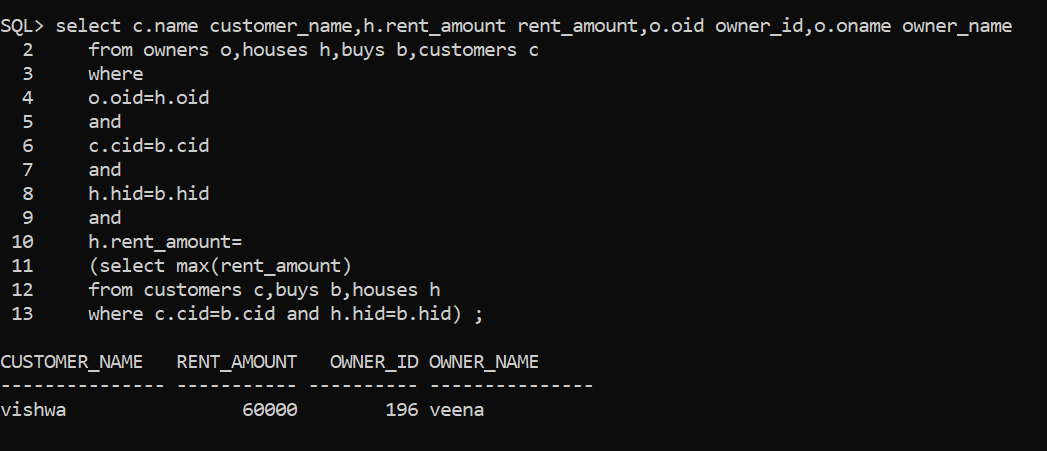 SQL> select c.name customer_name,h.rent_amount rent_amount,o.oid owner_id,o.oname owner_name
  2     from owners o,houses h,buys b,customers c
  3     where
  4     o.oid=h.oid
  5     and
  6     c.cid=b.cid
  7     and
  8     h.hid=b.hid
  9     and
 10     h.rent_amount=
 11     (select max(rent_amount)
 12     from customers c,buys b,houses h
 13     where c.cid=b.cid and h.hid=b.hid) ;
CUSTOMER_NAME   RENT_AMOUNT   OWNER_ID OWNER_NAME
--------------- ----------- ---------- ---------------
vishwa                60000        196 veena